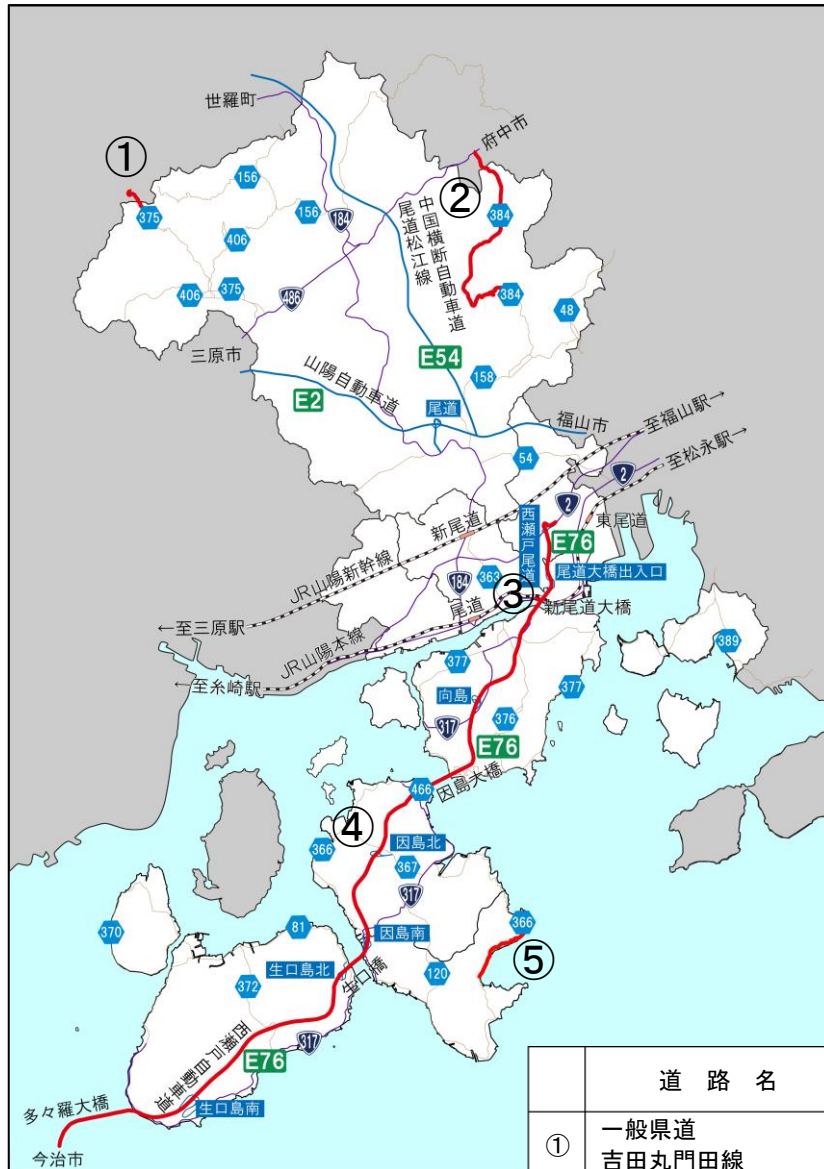 世羅町
府中市
①
156
375
156
184
②
384
中国横断自動車道
尾道松江線
406
406
375
486
384
48
三原市
E54
山陽自動車道
158
E2
尾道
福山市
至福山駅→
54
至松永駅→
2
2
西瀬戸尾道
東尾道
新尾道
E76
JR山陽新幹線
184
363
尾道大橋出入口
③
尾道
新尾道大橋
←至三原駅
JR山陽本線
←至糸崎駅
389
377
377
向島
317
376
E76
因島大橋
466
④
366
因島北
367
317
366
370
81
因島南
⑤
生口島北
生口橋
120
372
317
西瀬戸自動車道
E76
多々羅大橋
生口島南
今治市
道 路 名
①
一般県道
吉田丸門田線